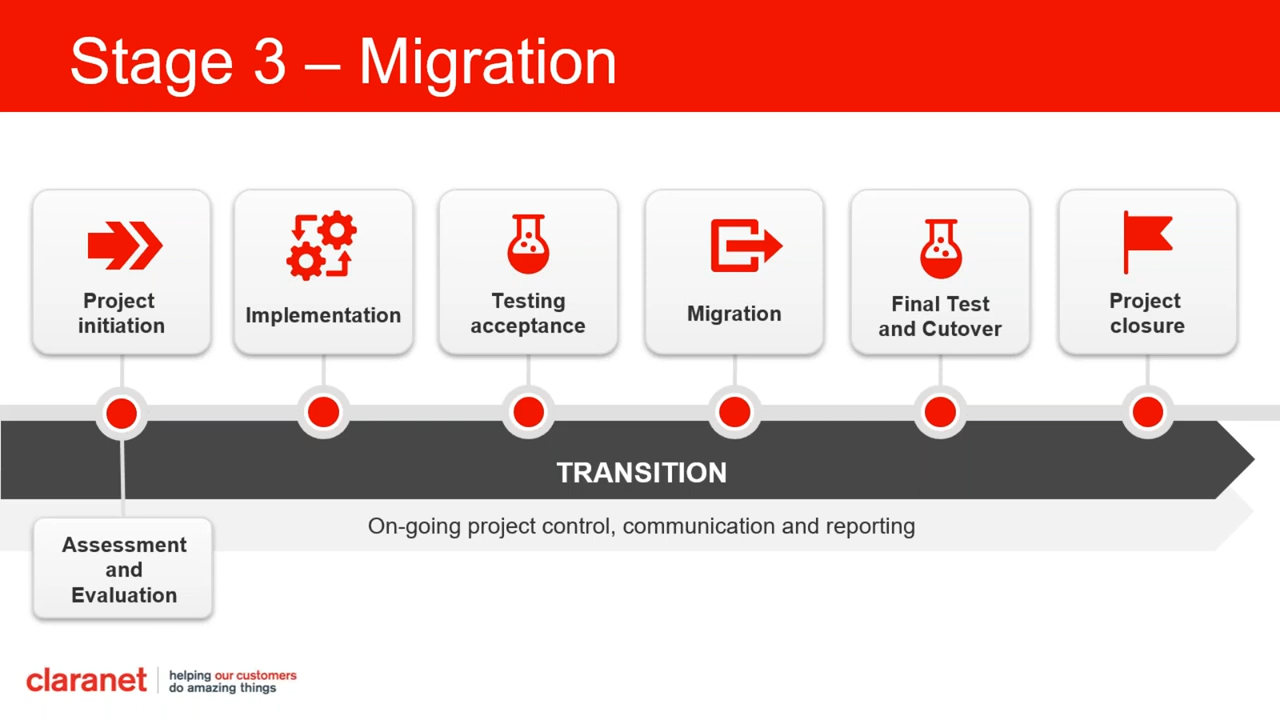 Stage 3 – Migration
Project
initiation
Implementation
Testing
acceptance
Migration
Final Test
and Cutover
Project
closure
TRANSITION
On-going project control, communication and reporting
Assessment
and
Evaluation
claranet
helping our customers
do amazing things